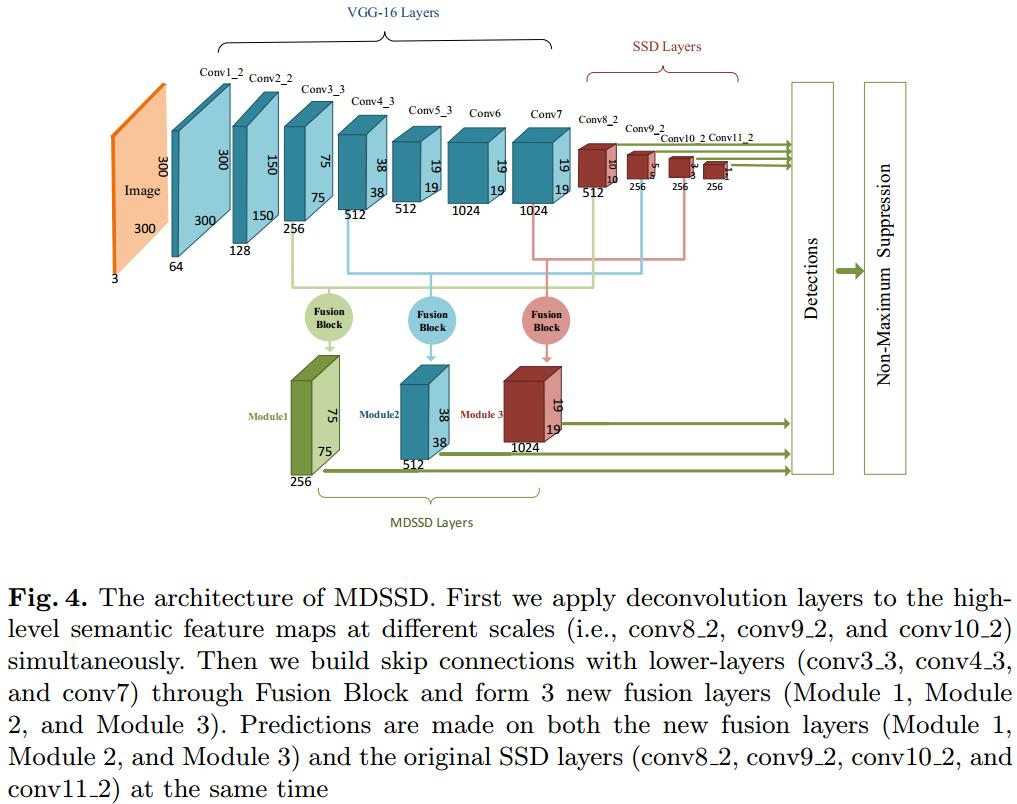 VGG-16 Layers
SSD Layers
Conv1_2
Conv2_2
Conv3_3
Conv4_3
Conv5_3
Conv6
Conv7
Conv8_2
Conv9_2
Conv10_2
Conv11_2
Image
300
300
3
300
300
64
150
150
128
75
75
256
38
38
512
19
19
512
19
19
1024
19
19
1024
10
10
512
5
5
256
3
3
256
1
1
256
Fusion
Block
Fusion
Block
Fusion
Block
Module1
75
75
256
Module2
38
38
512
Module 3
19
19
1024
MDSSD Layers
Detections
Non-Maximum Suppression
Fig. 4. The architecture of MDSSD. First we apply deconvolution layers to the high-
level semantic feature maps at different scales (i.e., conv8_2, conv9_2, and conv10_2)
simultaneously. Then we build skip connections with lower-layers (conv3_3, conv4_3,
and conv7) through Fusion Block and form 3 new fusion layers (Module 1, Module
2, and Module 3). Predictions are made on both the new fusion layers (Module 1,
Module 2, and Module 3) and the original SSD layers (conv8_2, conv9_2, conv10_2, and
conv11_2) at the same time